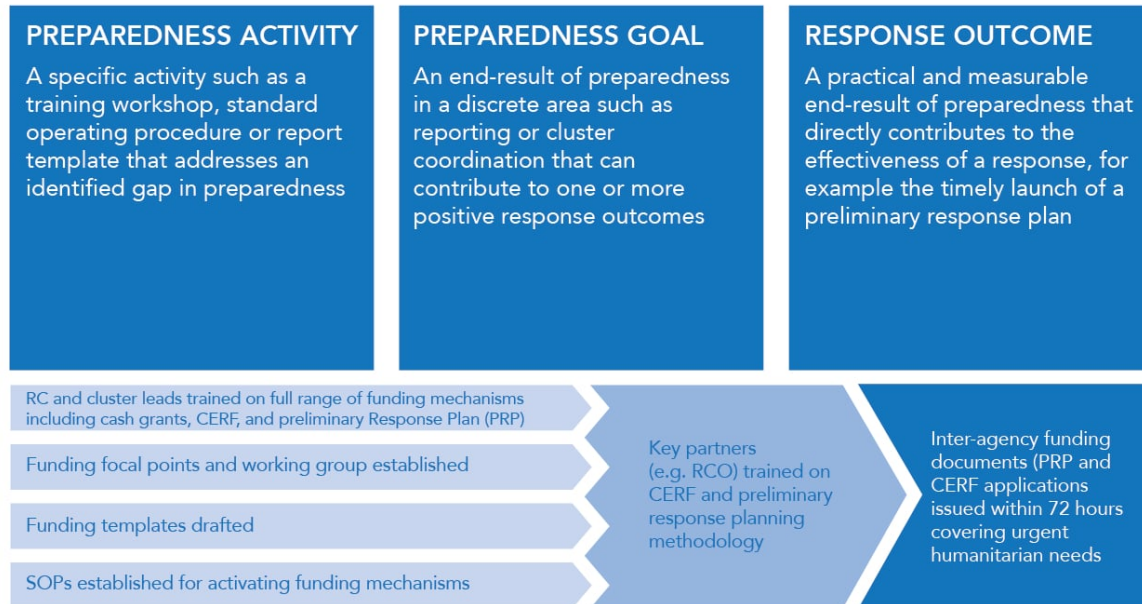 PREPAREDNESS ACTIVITY
A specific activity such as a
training workshop, standard
operating procedure or report
template that addresses an
identified gap in preparedness
PREPAREDNESS GOAL
An end-result of preparedness
in a discrete area such as
reporting or cluster
coordination that can
contribute to one or more
positive response outcomes
RESPONSE OUTCOME
A practical and measurable
end-result of preparedness that
directly contributes to the
effectiveness of a response, for
example the timely launch of a
preliminary response plan
RC and cluster leads trained on full range of funding mechanisms
including cash grants, CERF, and preliminary Response Plan (PRP)
Funding focal points and working group established
Funding templates drafted
SOPs established for activating funding mechanisms
Key partners
(e.g. RCO) trained on
CERF and preliminary
response planning
methodology
Inter-agency funding
documents (PRP and
CERF applications
issued within 72 hours
covering urgent
humanitarian needs